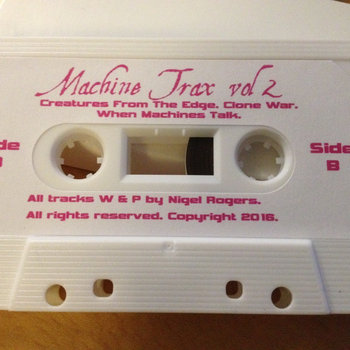 Machine Trax vol 2
Creatures From The Edge. Clone War.
When Machines Talk.
Side B
Side B
All tracks W & P by Nigel Rogers.
All rights reserved. Copyright 2016.